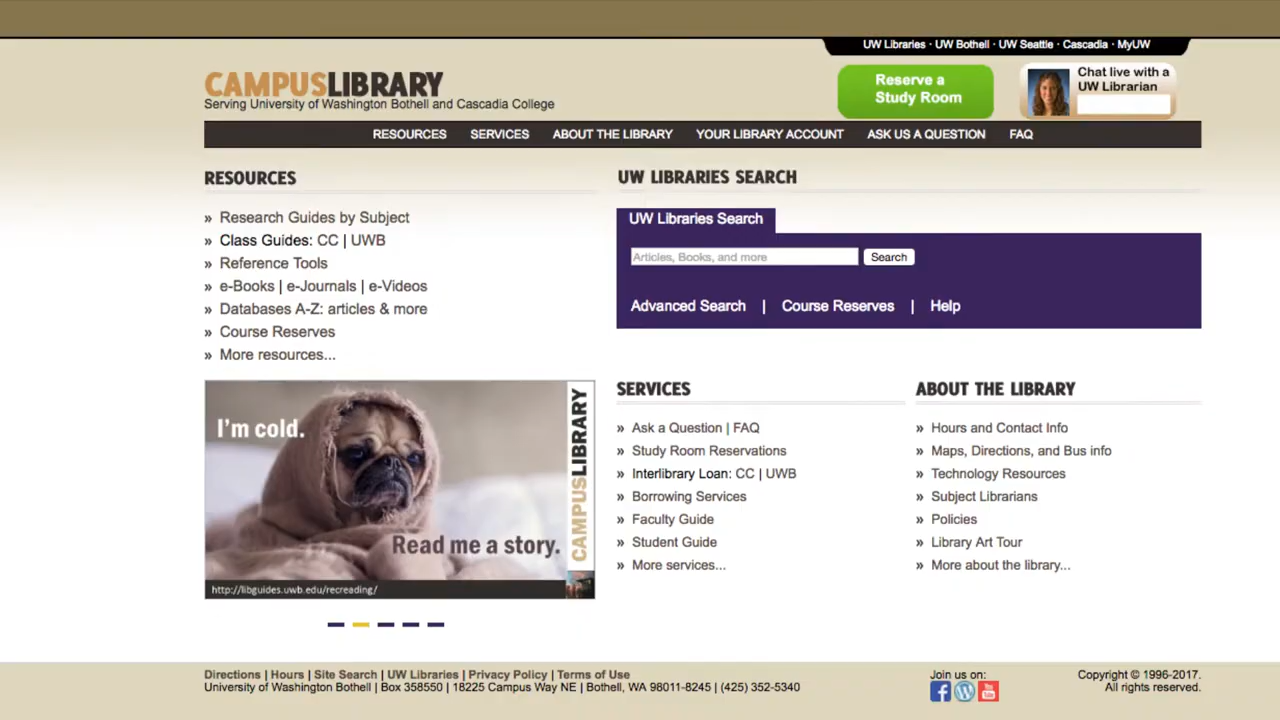 UW Libraries · UW Bothell · UW Seattle · Cascadia · MyUW
CAMPUSLIBRARY
Serving University of Washington Bothell and Cascadia College
Reserve a
Study Room
Chat live with a
UW Librarian
RESOURCES SERVICES ABOUT THE LIBRARY YOUR LIBRARY ACCOUNT ASK US A QUESTION FAQ
RESOURCES
» Research Guides by Subject
» Class Guides: CC | UWB
» Reference Tools
» e-Books | e-Journals | e-Videos
» Databases A-Z: articles & more
» Course Reserves
» More resources...
UW LIBRARIES SEARCH
UW Libraries Search
Articles, Books, and more Search
Advanced Search | Course Reserves | Help
I'm cold.
Read me a story.
CAMPUSLIBRARY
http://libguides.uwb.edu/recreading/
SERVICES
» Ask a Question | FAQ
» Study Room Reservations
» Interlibrary Loan: CC | UWB
» Borrowing Services
» Faculty Guide
» Student Guide
» More services...
ABOUT THE LIBRARY
» Hours and Contact Info
» Maps, Directions, and Bus info
» Technology Resources
» Subject Librarians
» Policies
» Library Art Tour
» More about the library...
Directions | Hours | Site Search | UW Libraries | Privacy Policy | Terms of Use
University of Washington Bothell | Box 358550 | 18225 Campus Way NE | Bothell, WA 98011-8245 | (425) 352-5340
Join us on:
Copyright © 1996-2017.
All rights reserved.